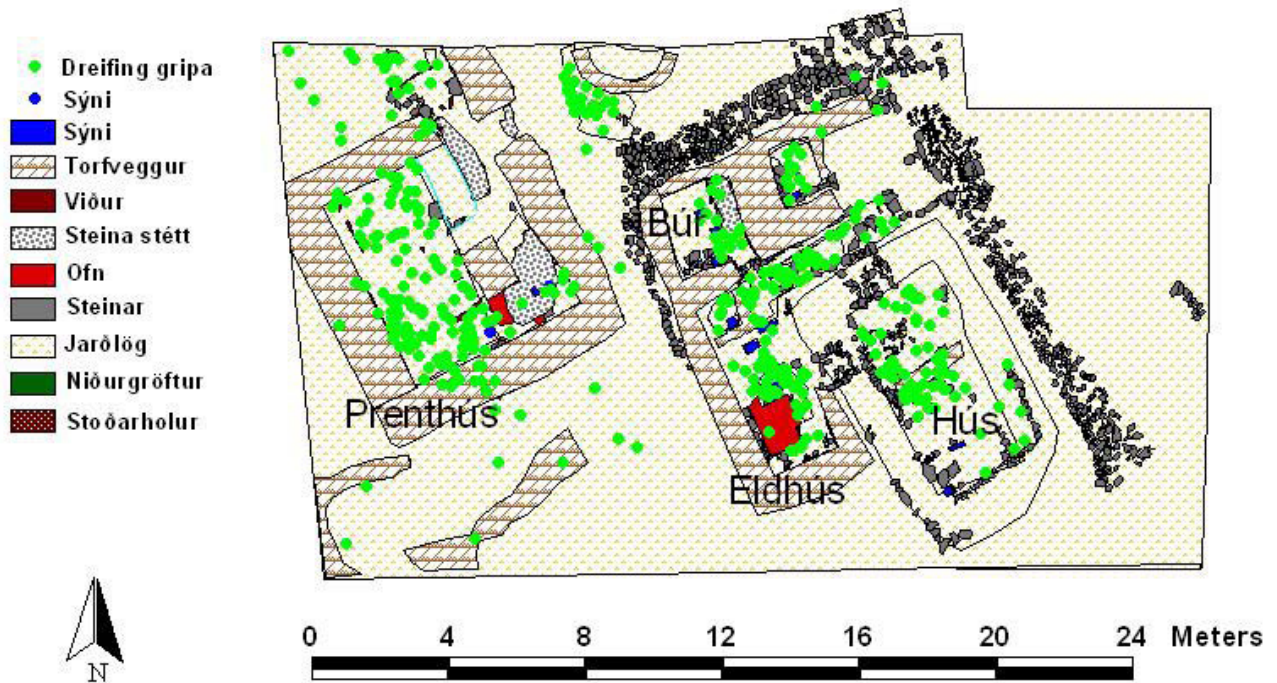 Dreifing gripa
Sýni
Sýni
Torfveggur
Viður
Steina stétt
Ofn
Steinar
Jarðlög
Niðurgröftur
Stoðarholur
Búr
Prenthús
Hús
Eldhús
N
0 4 8 12 16 20 24 Meters